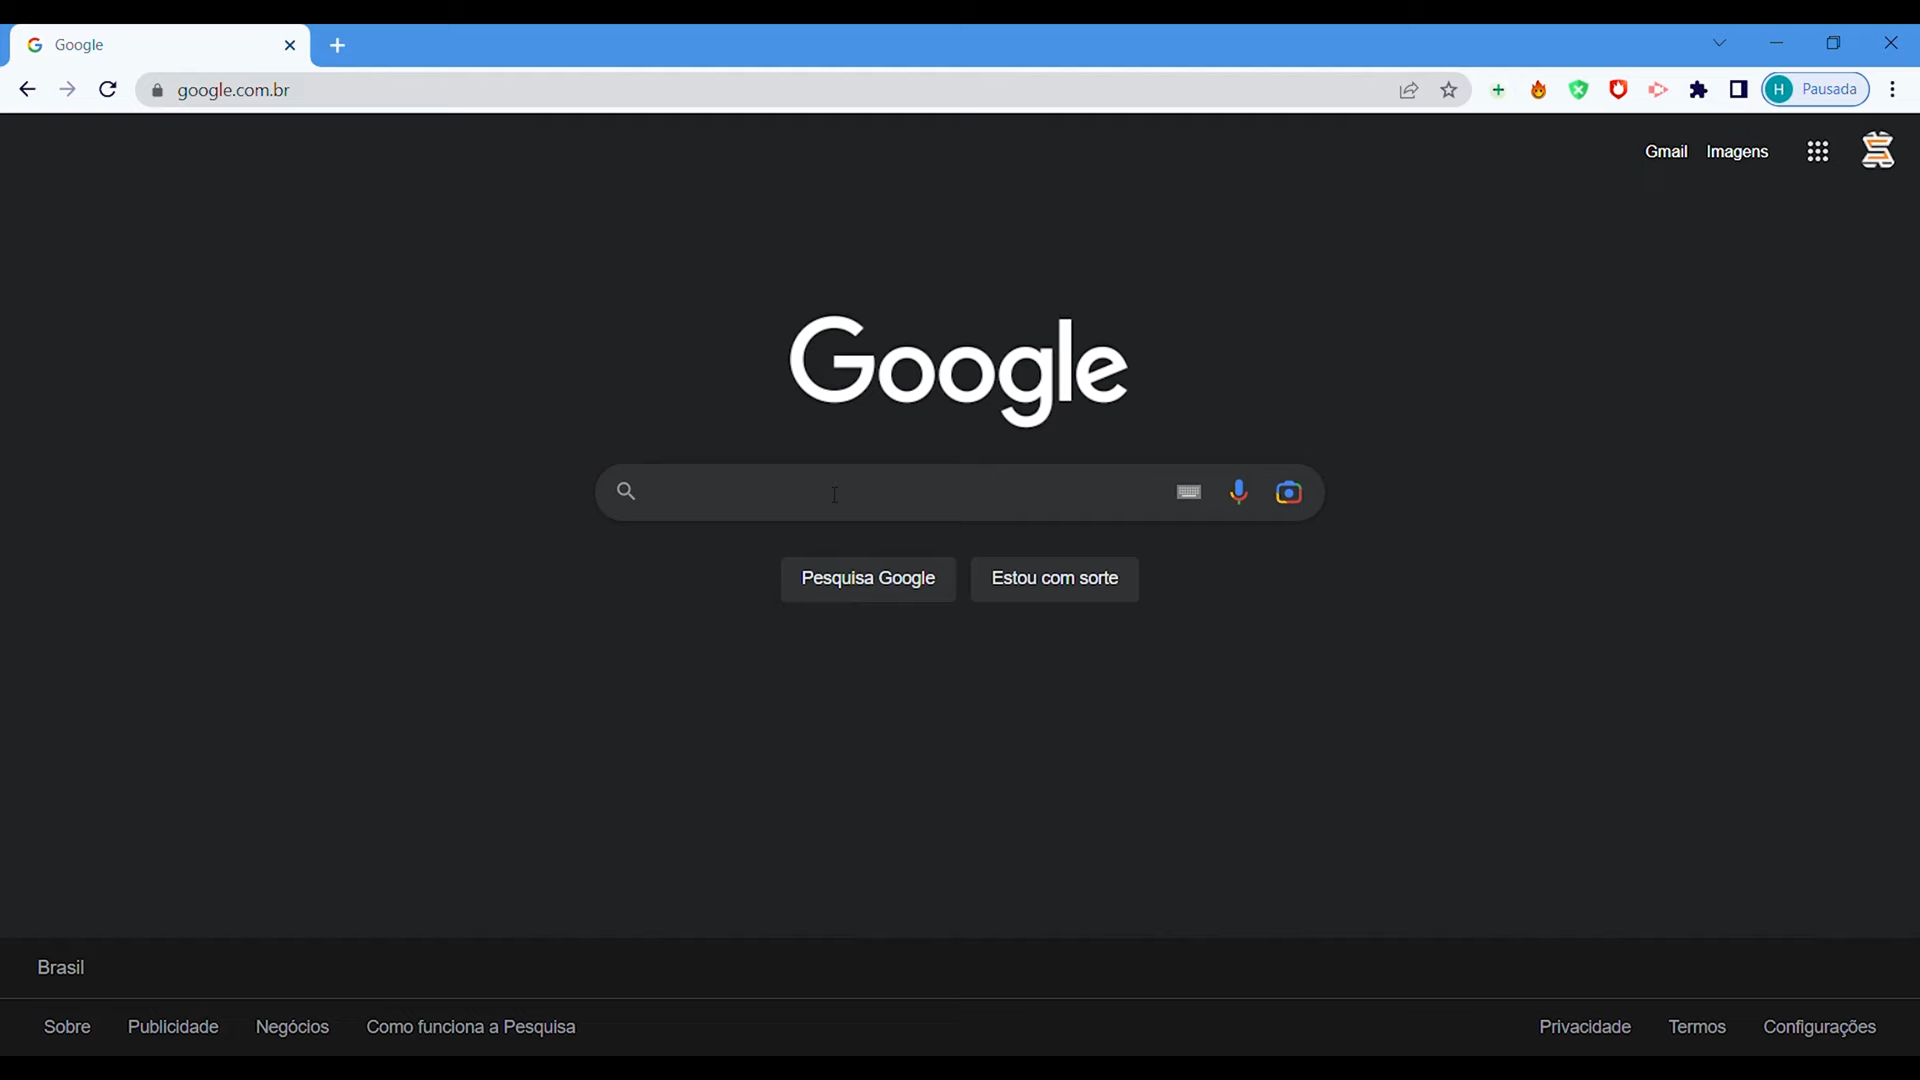 Google
google.com.br
H Pausada
Gmail Imagens
Google
Pesquisa Google Estou com sorte
Brasil
Sobre Publicidade Negócios Como funciona a Pesquisa Privacidade Termos Configurações